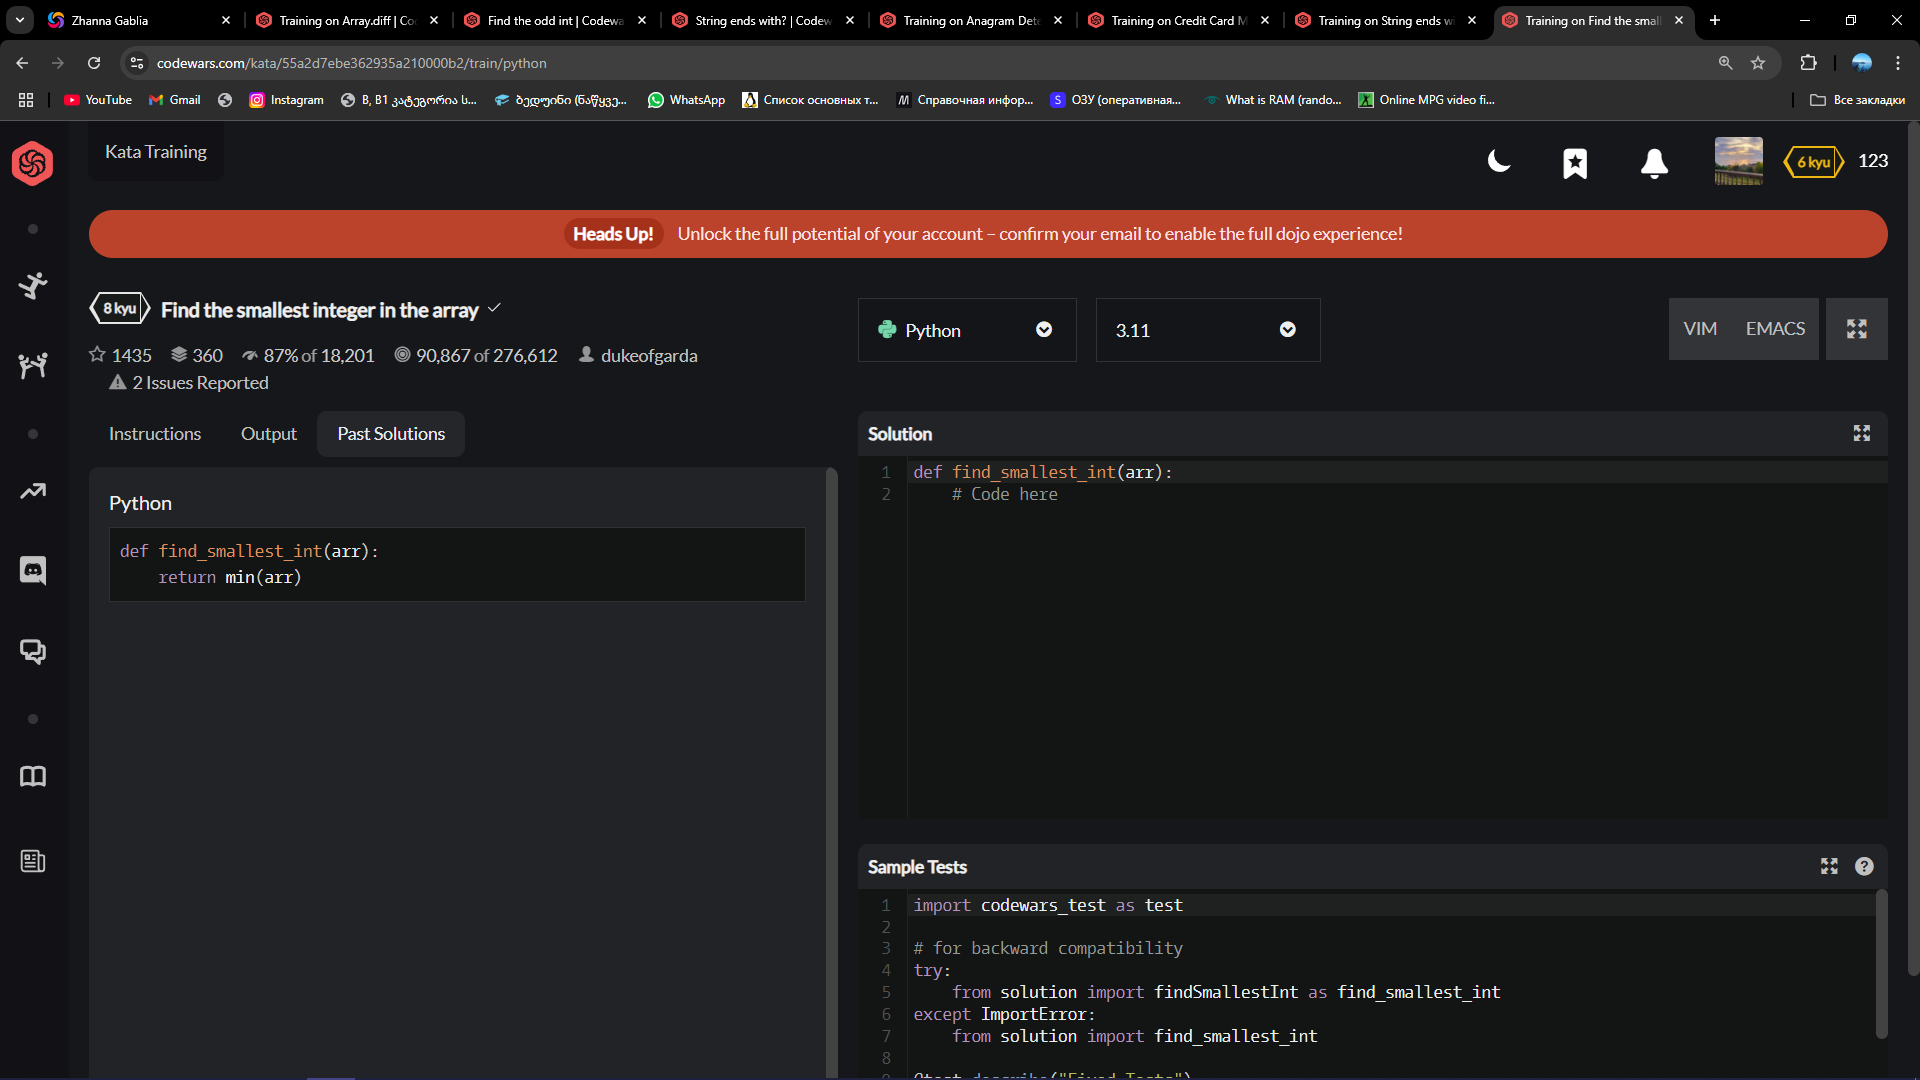 Zhanna Gablia
Training on Array.diff | Co
Find the odd int | Codewa
String ends with? | Codew
Training on Anagram Det
Training on Credit Card M
Training on String ends wi
Training on Find the small
codewars.com/kata/55a2d7ebe362935a210000b2/train/python
YouTube
Gmail
Instagram
B, B1 კატეგორია ს...
ბედუინი (ნაწყვე...
WhatsApp
Список основных т...
Справочная инфор...
ОЗУ (оперативная...
What is RAM (rando...
Online MPG video fi...
Все закладки
Kata Training
6 kyu
123
Heads Up! Unlock the full potential of your account – confirm your email to enable the full dojo experience!
8 kyu Find the smallest integer in the array
1435 360 87% of 18,201 90,867 of 276,612 dukeofgarda
2 Issues Reported
Python
3.11
VIM EMACS
Instructions Output Past Solutions
Python
def find_smallest_int(arr):
    return min(arr)
Solution
1 def find_smallest_int(arr):
2     # Code here
Sample Tests
1 import codewars_test as test
2
3 # for backward compatibility
4 try:
5     from solution import findSmallestInt as find_smallest_int
6 except ImportError:
7     from solution import find_smallest_int
8
@test.describe("Fixed Tests")